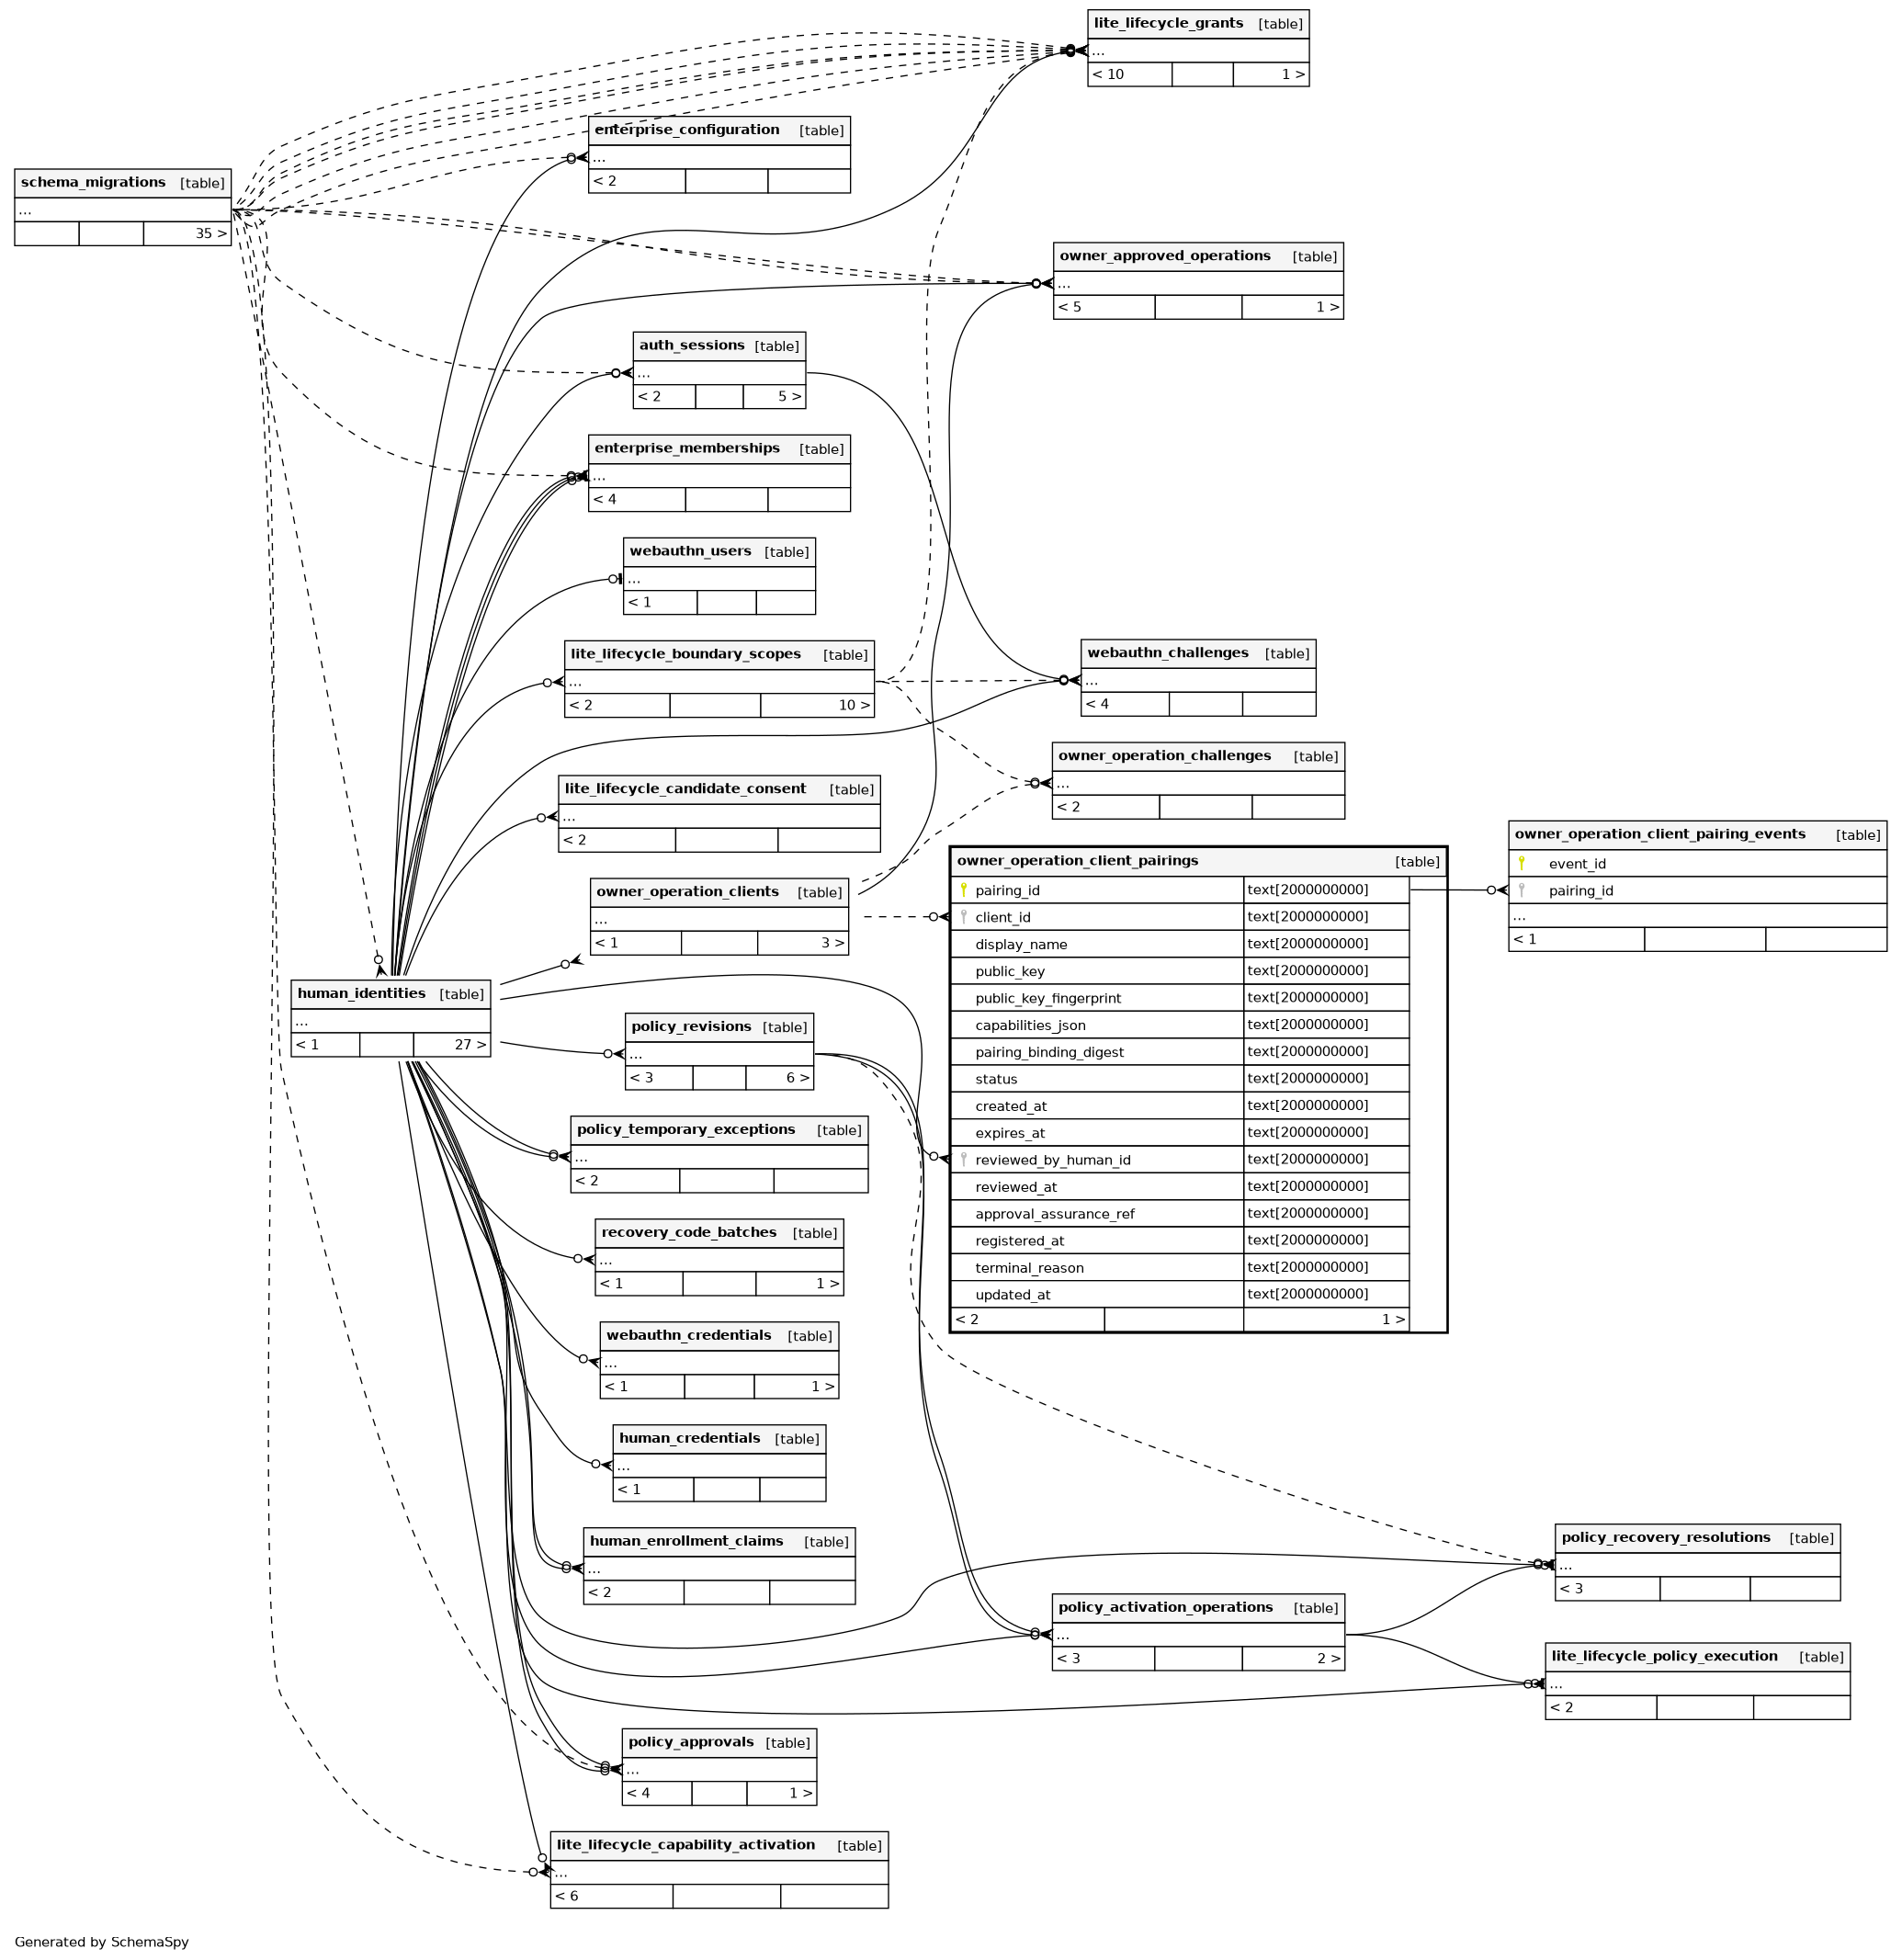 lite_lifecycle_grants [table]
...
< 10 1 >
enterprise_configuration [table]
...
< 2
schema_migrations [table]
...
35 >
owner_approved_operations [table]
...
< 5 1 >
auth_sessions [table]
...
< 2 5 >
enterprise_memberships [table]
...
< 4
webauthn_users [table]
...
< 1
lite_lifecycle_boundary_scopes [table]
...
< 2 10 >
webauthn_challenges [table]
...
< 4
owner_operation_challenges [table]
...
< 2
lite_lifecycle_candidate_consent [table]
...
< 2
owner_operation_client_pairing_events [table]
event_id
pairing_id
...
< 1
owner_operation_client_pairings [table]
pairing_id text[2000000000]
client_id text[2000000000]
display_name text[2000000000]
public_key text[2000000000]
public_key_fingerprint text[2000000000]
capabilities_json text[2000000000]
pairing_binding_digest text[2000000000]
status text[2000000000]
created_at text[2000000000]
expires_at text[2000000000]
reviewed_by_human_id text[2000000000]
reviewed_at text[2000000000]
approval_assurance_ref text[2000000000]
registered_at text[2000000000]
terminal_reason text[2000000000]
updated_at text[2000000000]
< 2 1 >
owner_operation_clients [table]
...
< 1 3 >
human_identities [table]
...
< 1 27 >
policy_revisions [table]
...
< 3 6 >
policy_temporary_exceptions [table]
...
< 2
recovery_code_batches [table]
...
< 1 1 >
webauthn_credentials [table]
...
< 1 1 >
human_credentials [table]
...
< 1
human_enrollment_claims [table]
...
< 2
policy_recovery_resolutions [table]
...
< 3
policy_activation_operations [table]
...
< 3 2 >
lite_lifecycle_policy_execution [table]
...
< 2
policy_approvals [table]
...
< 4 1 >
lite_lifecycle_capability_activation [table]
...
< 6
Generated by SchemaSpy